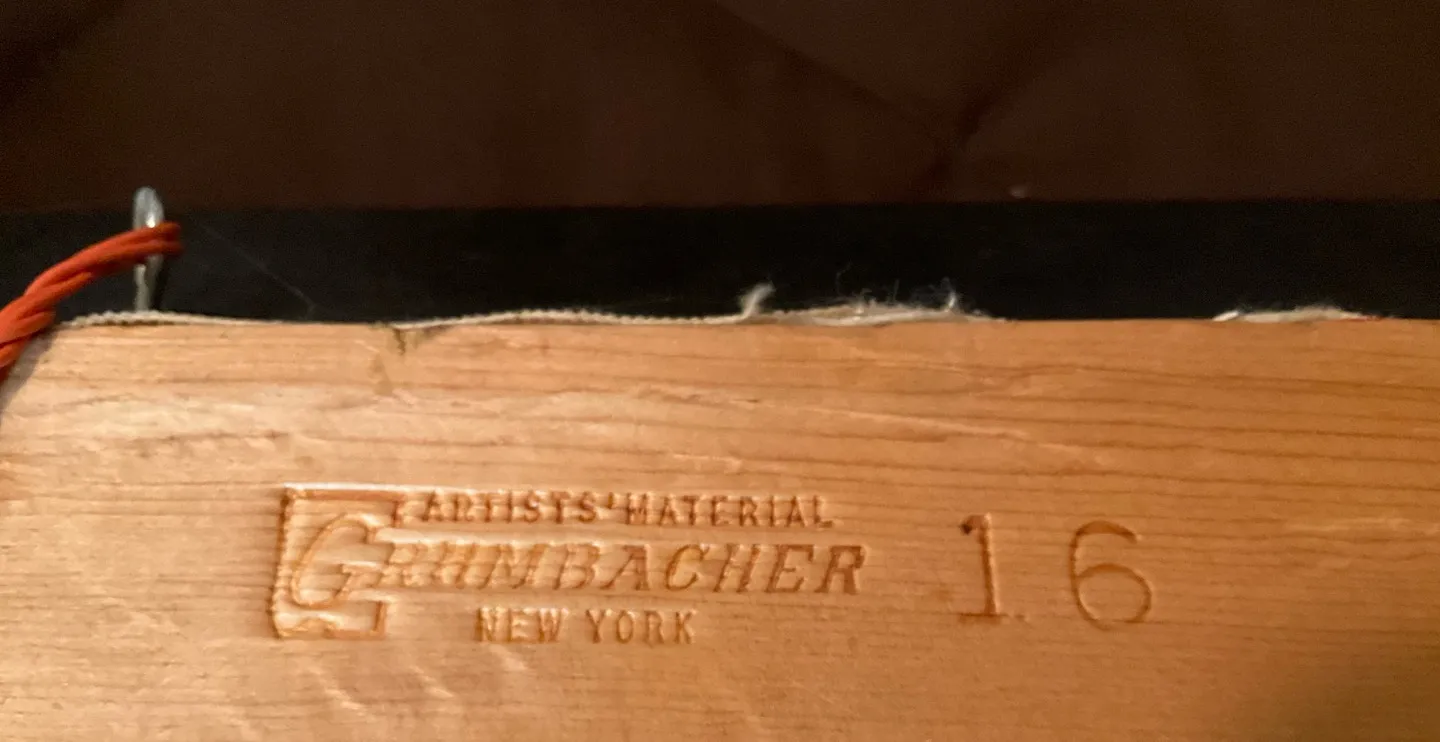 ARTISTS' MATERIAL
GRUMBACHER
NEW YORK
16